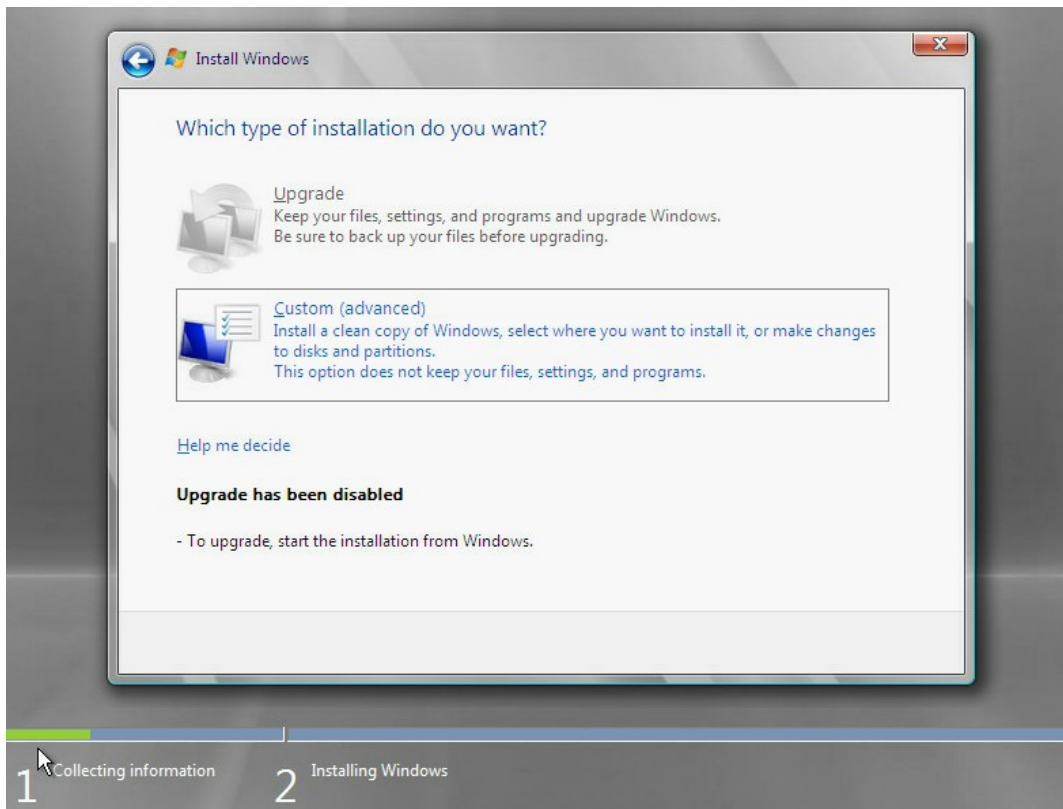 Install Windows
Which type of installation do you want?
Upgrade
Keep your files, settings, and programs and upgrade Windows.
Be sure to back up your files before upgrading.
Custom (advanced)
Install a clean copy of Windows, select where you want to install it, or make changes
to disks and partitions.
This option does not keep your files, settings, and programs.
Help me decide
Upgrade has been disabled
- To upgrade, start the installation from Windows.
1 Collecting information
2 Installing Windows